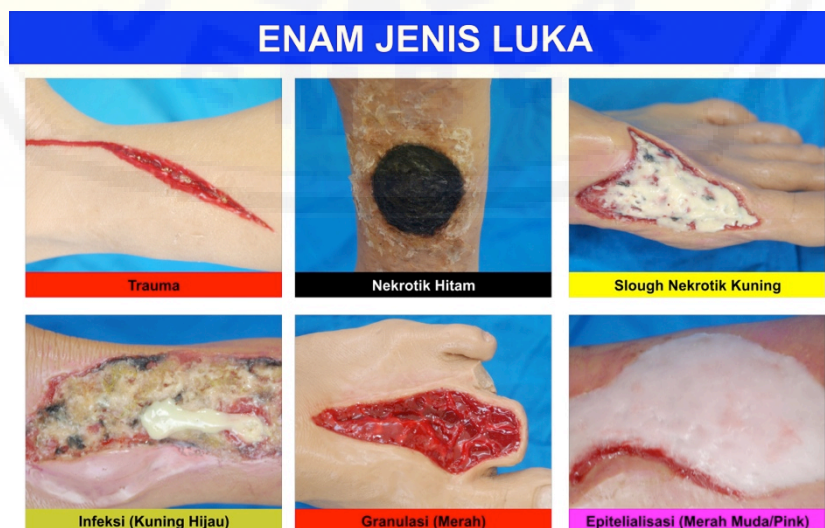 ENAM JENIS LUKA
Trauma
Nekrotik Hitam
Slough Nekrotik Kuning
Infeksi (Kuning Hijau)
Granulasi (Merah)
Epitelialisasi (Merah Muda/Pink)